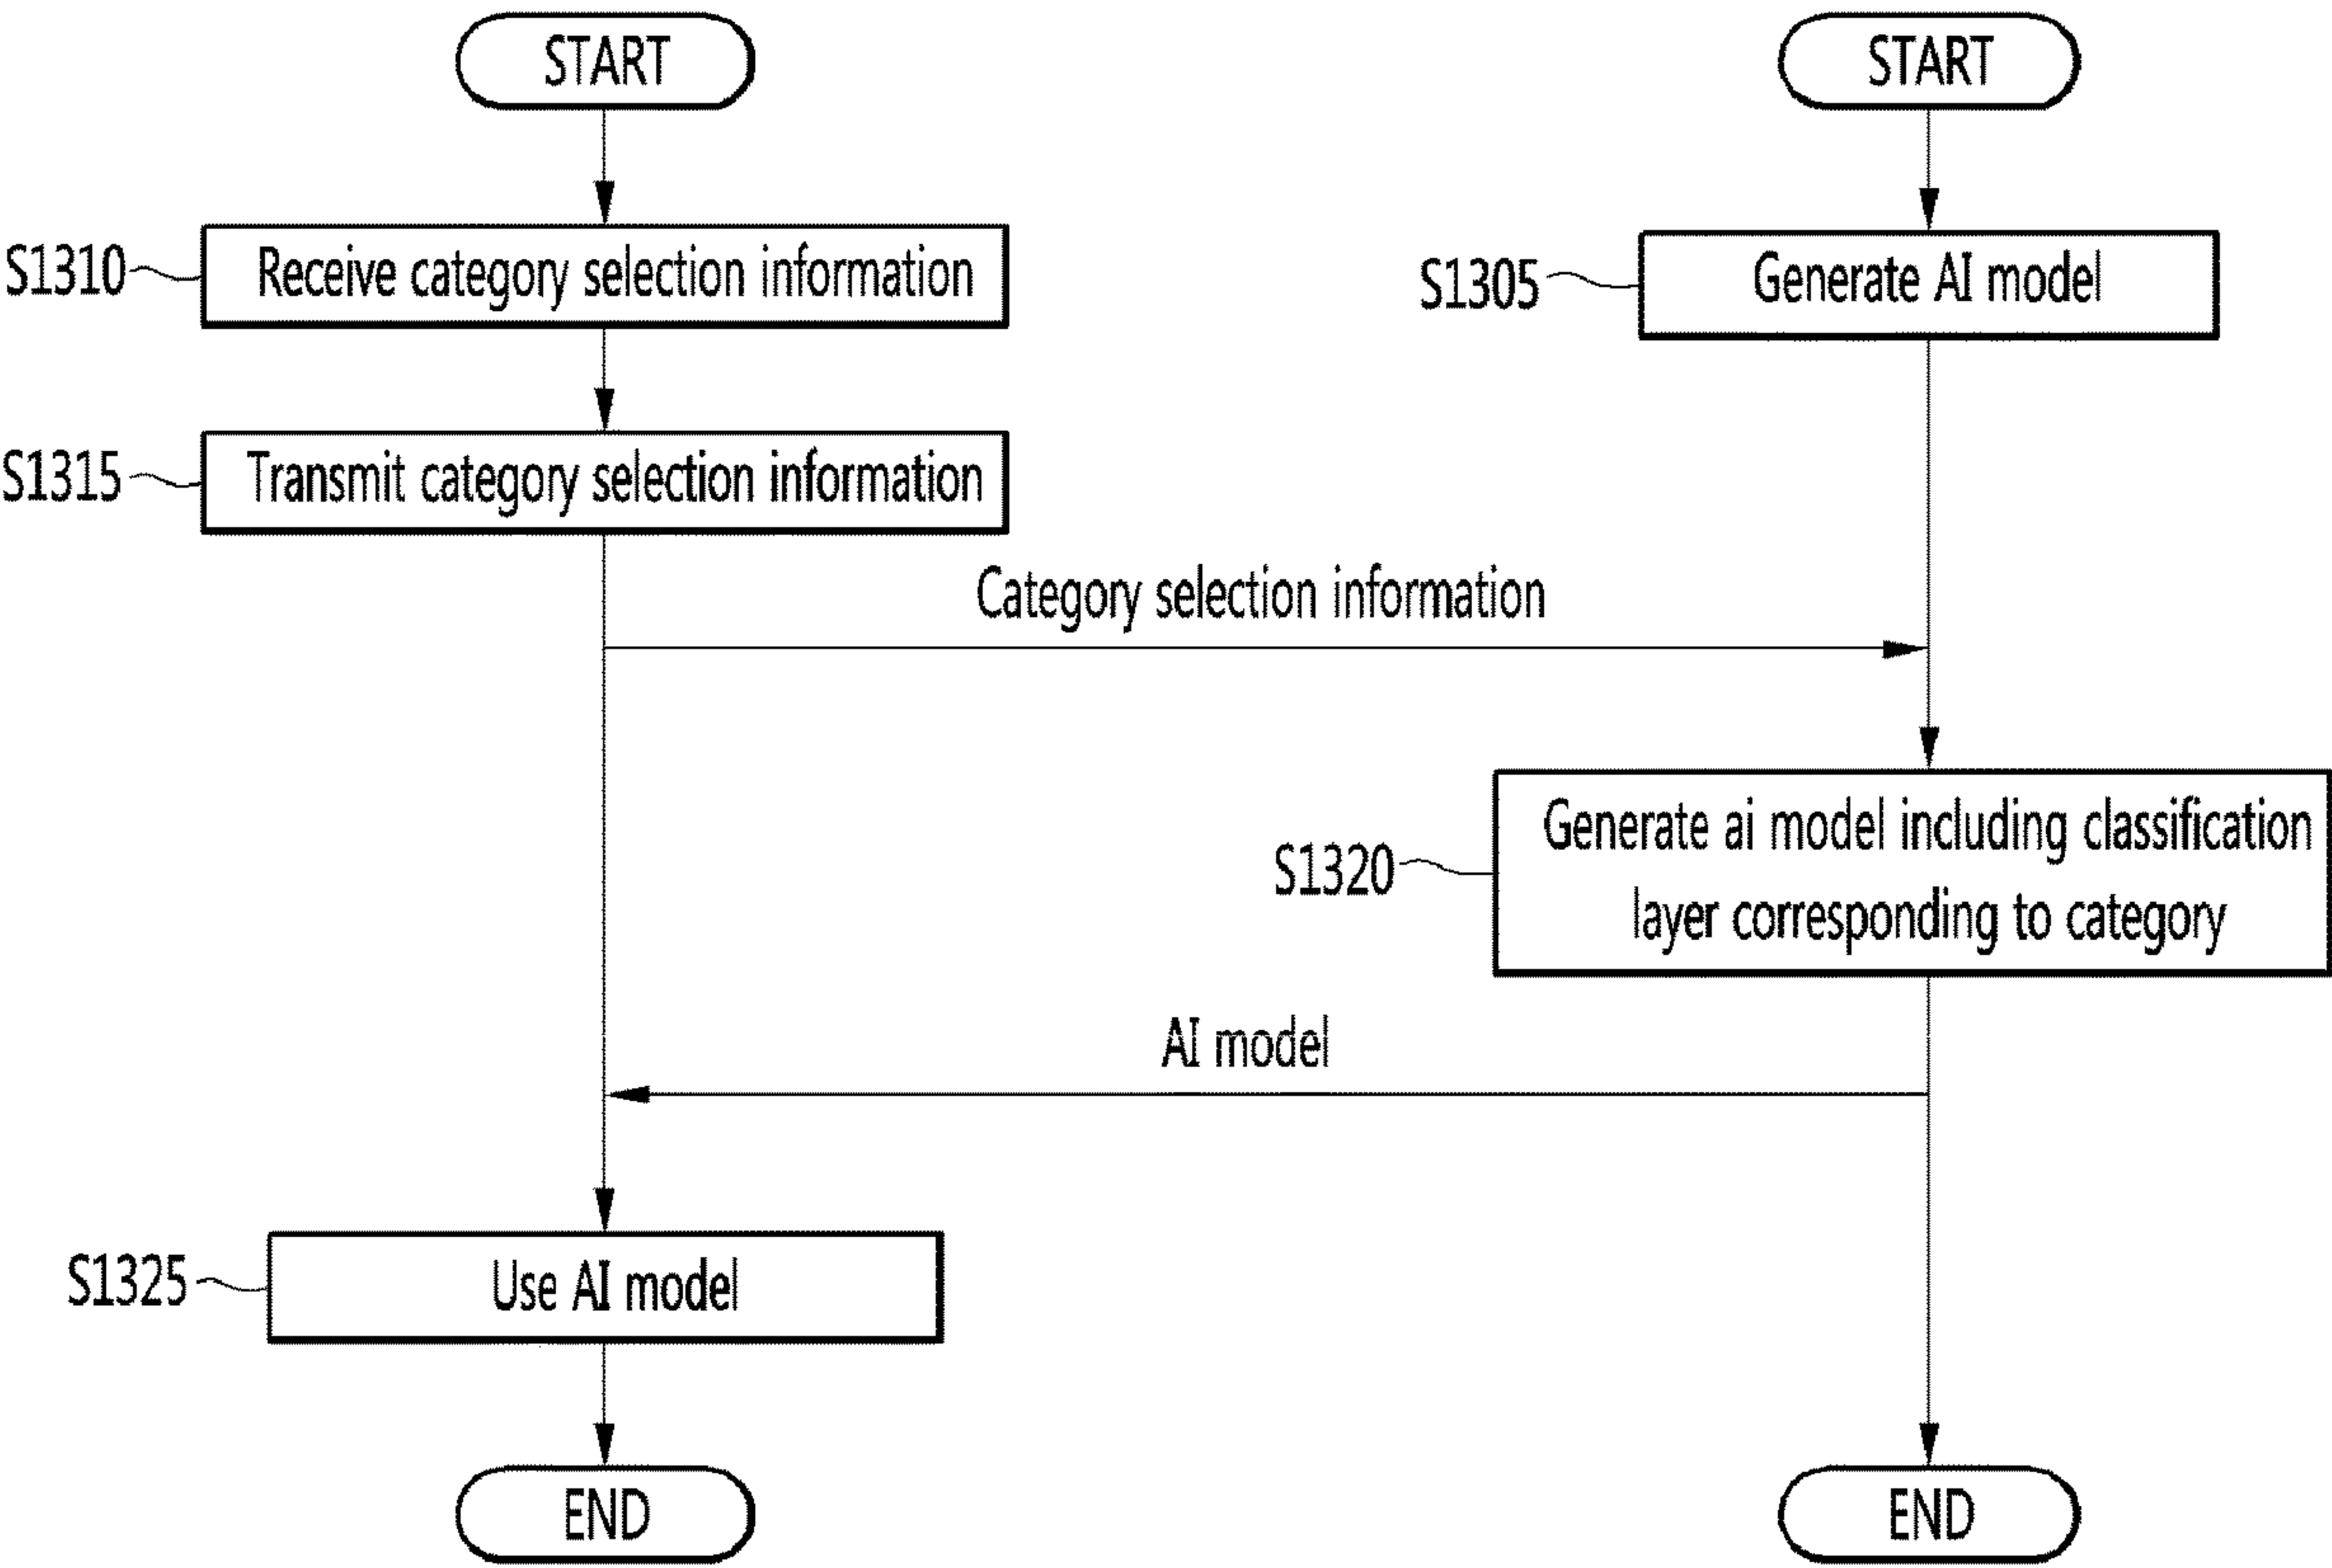 START
START
S1310
Receive category selection information
S1305
Generate AI model
S1315
Transmit category selection information
Category selection information
S1320
Generate ai model including classification
layer corresponding to category
AI model
S1325
Use AI model
END
END